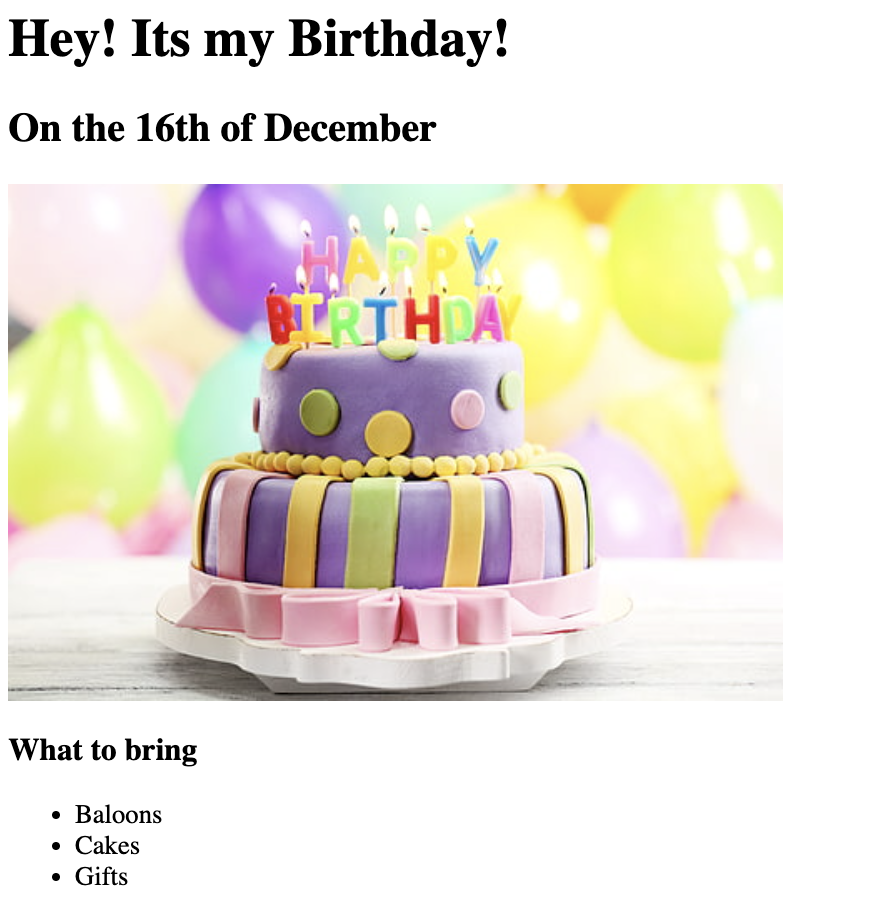 Hey! Its my Birthday!
On the 16th of December
HAPPY
BIRTHDAY
What to bring
Baloons
Cakes
Gifts